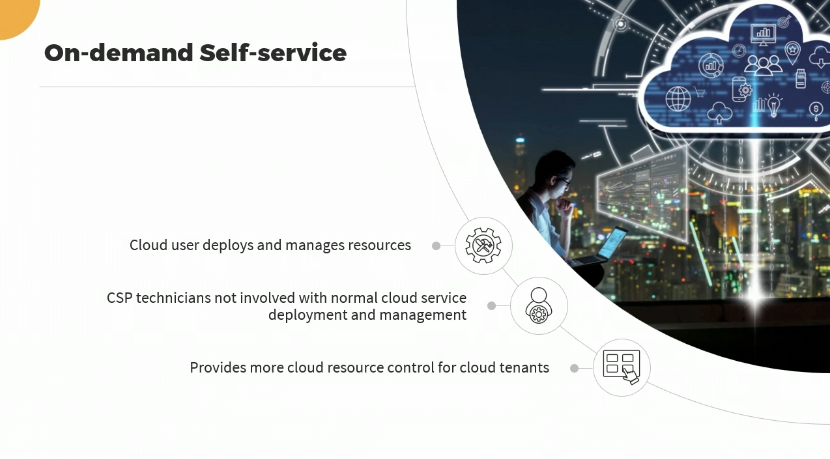 On-demand Self-service
Cloud user deploys and manages resources
CSP technicians not involved with normal cloud service
deployment and management
Provides more cloud resource control for cloud tenants